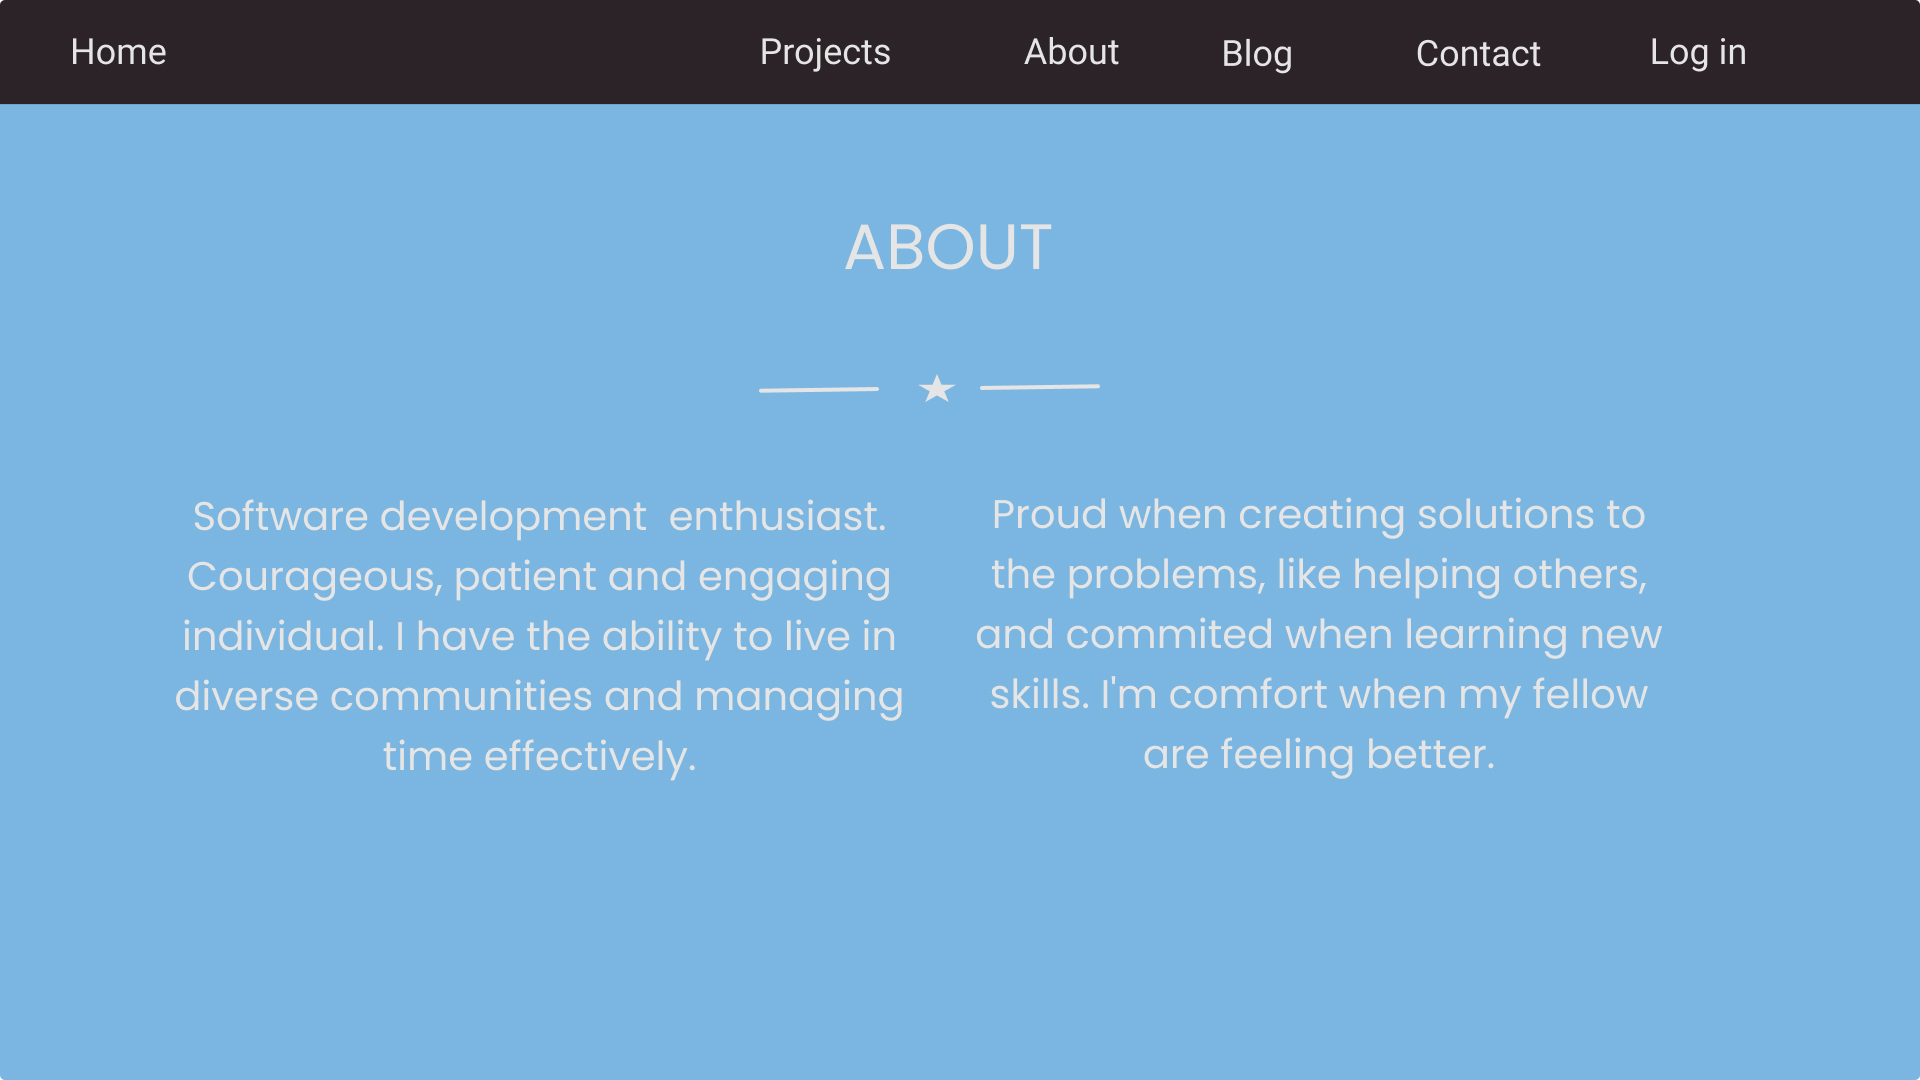 Home
Projects
About
Blog
Contact
Log in
ABOUT
Software development  enthusiast.
Courageous, patient and engaging
individual. I have the ability to live in
diverse communities and managing
time effectively.
Proud when creating solutions to
the problems, like helping others,
and commited when learning new
skills. I'm comfort when my fellow
are feeling better.